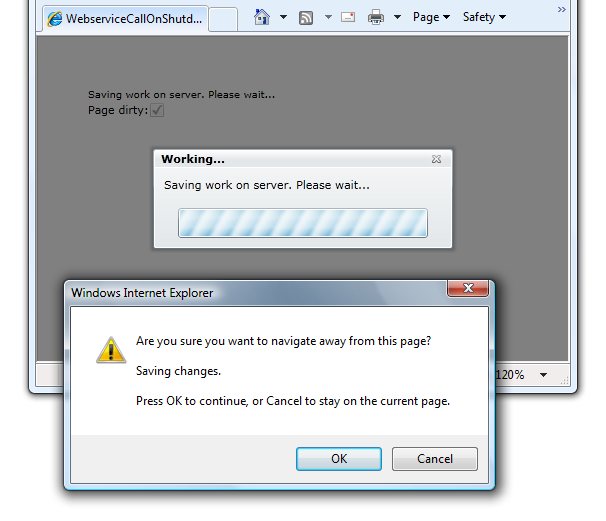 WebserviceCallOnShutd...
Page
Safety
»
Saving work on server. Please wait...
Page dirty:
Working...
Saving work on server. Please wait...
Windows Internet Explorer
Are you sure you want to navigate away from this page?
Saving changes.
Press OK to continue, or Cancel to stay on the current page.
120%
OK
Cancel